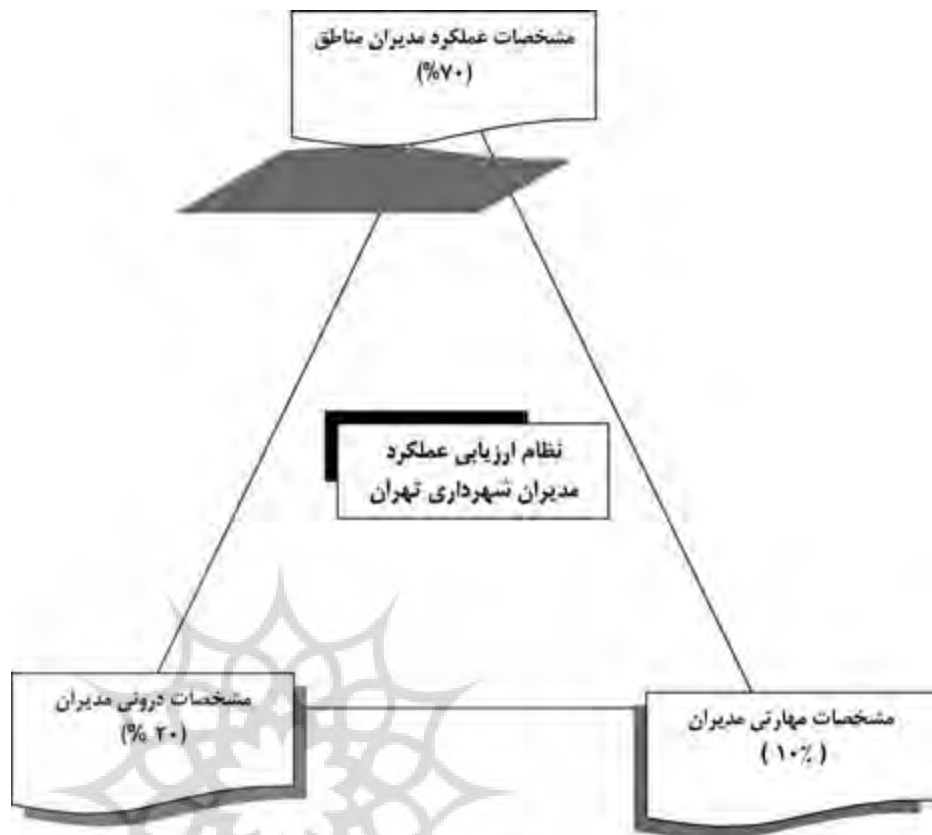 مشخصات عملکرد مدیران مناطق
(%۷۰)
نظام ارزیابی عملکرد
مدیران شهرداری تهران
مشخصات مهارتی مدیران
(۱۰٪ )
مشخصات درونی مدیران
(% ۲۰)